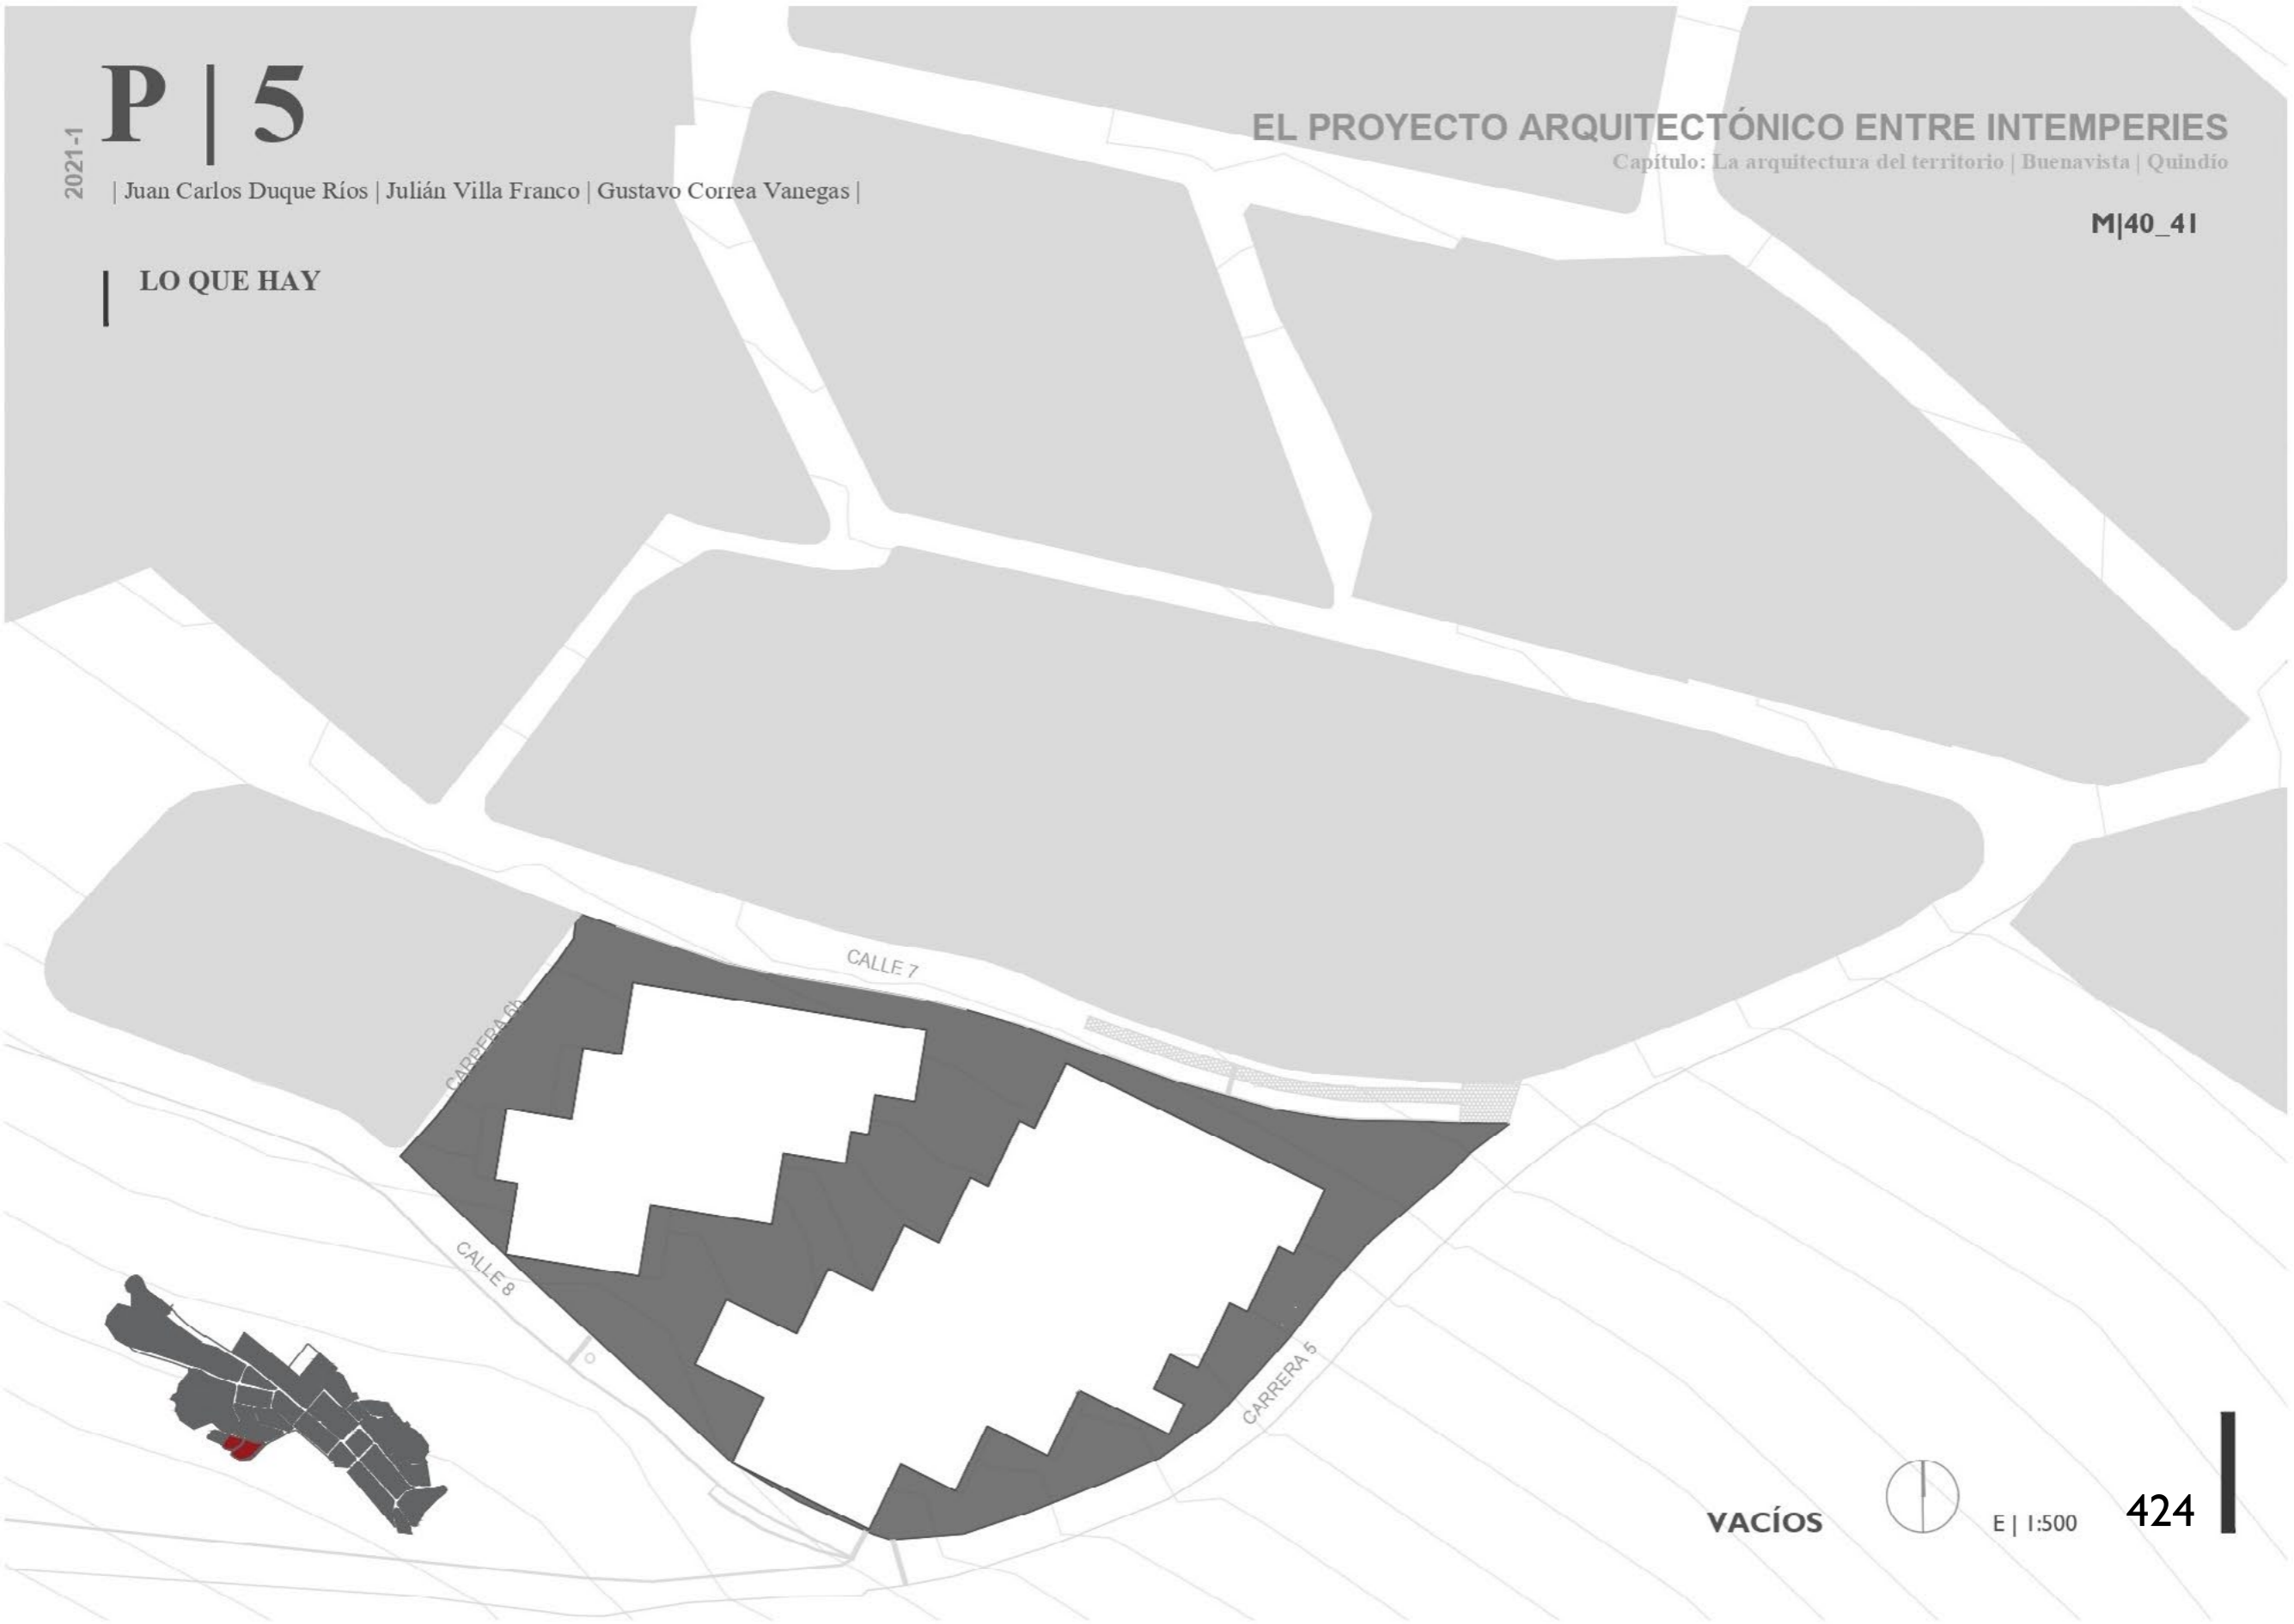 P | 5
2021-1
| Juan Carlos Duque Ríos | Julián Villa Franco | Gustavo Correa Vanegas |
LO QUE HAY
EL PROYECTO ARQUITECTÓNICO ENTRE INTEMPERIES
Capítulo: La arquitectura del territorio | Buenavista | Quindío
M|40_41
CALLE 7
CARRERA 6b
CALLE 8
CARRERA 5
VACÍOS
E | 1:500
424